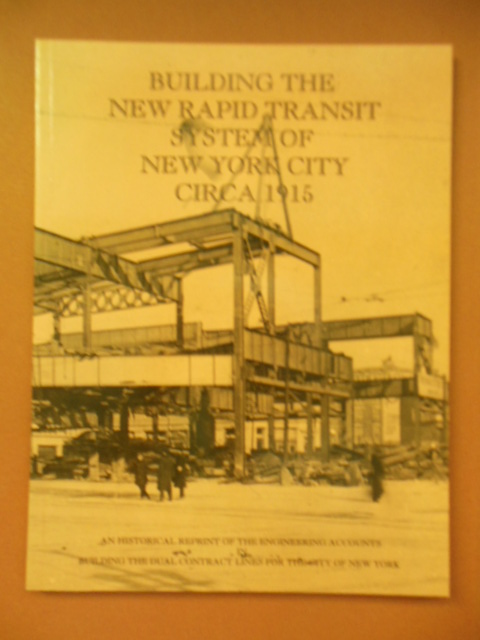 BUILDING THE
NEW RAPID TRANSIT
SYSTEM OF
NEW YORK CITY
CIRCA 1915
AN HISTORICAL REPRINT OF THE ENGINEERING ACCOUNTS
BUILDING THE DUAL CONTRACT LINES FOR THE CITY OF NEW YORK